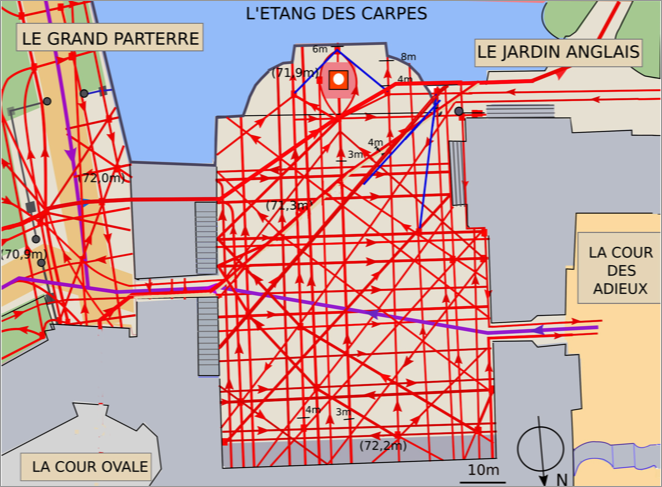 L'ETANG DES CARPES
LE GRAND PARTERRE
LE JARDIN ANGLAIS
6m
8m
(71,9m)
4m
4m
3m
(72,0m)
(72,3m)
(70,9m)
LA COUR
DES
ADIEUX
4m
3m
(72,2m)
LA COUR OVALE
10m
N